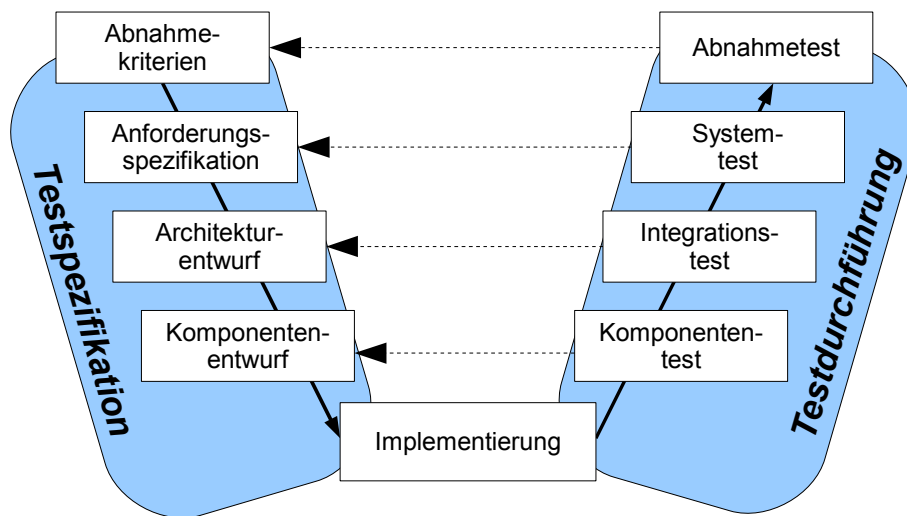 Abnahme-
kriterien
Abnahmetest
Anforderungs-
spezifikation
System-
test
Architektur-
entwurf
Integrations-
test
Komponenten-
entwurf
Komponenten-
test
Implementierung
Testspezifikation
Testdurchführung